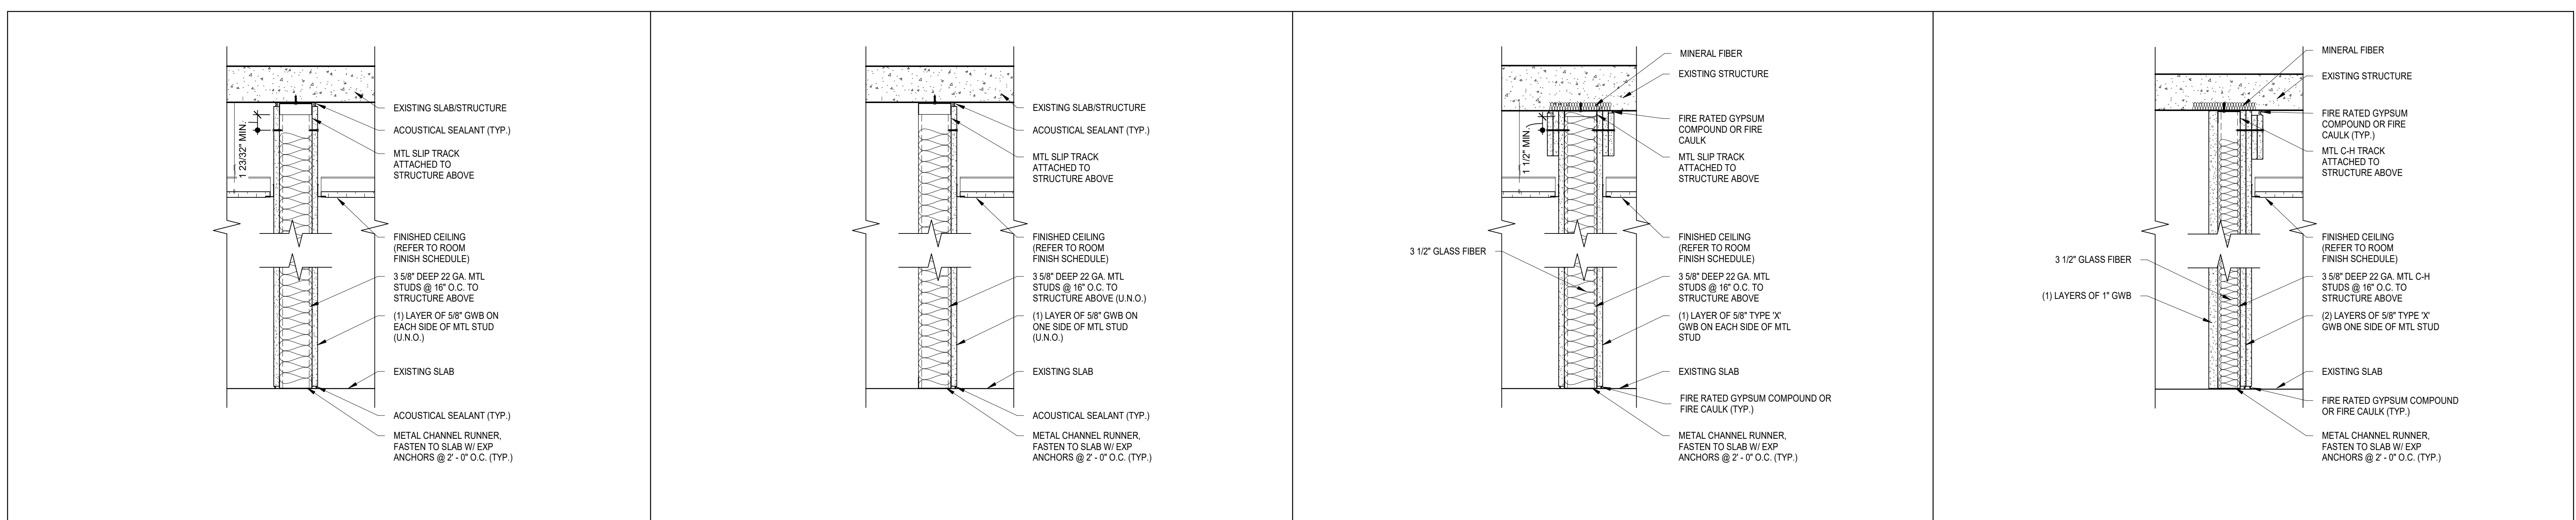 EXISTING SLAB/STRUCTURE
ACOUSTICAL SEALANT (TYP.)
1 23/32" MIN.
MTL SLIP TRACK
ATTACHED TO
STRUCTURE ABOVE
FINISHED CEILING
(REFER TO ROOM
FINISH SCHEDULE)
3 5/8" DEEP 22 GA. MTL
STUDS @ 16" O.C. TO
STRUCTURE ABOVE
(1) LAYER OF 5/8" GWB ON
EACH SIDE OF MTL STUD
(U.N.O.)
EXISTING SLAB
ACOUSTICAL SEALANT (TYP.)
METAL CHANNEL RUNNER,
FASTEN TO SLAB W/ EXP
ANCHORS @ 2' - 0" O.C. (TYP.)
EXISTING SLAB/STRUCTURE
ACOUSTICAL SEALANT (TYP.)
MTL SLIP TRACK
ATTACHED TO
STRUCTURE ABOVE
FINISHED CEILING
(REFER TO ROOM
FINISH SCHEDULE)
3 5/8" DEEP 22 GA. MTL
STUDS @ 16" O.C. TO
STRUCTURE ABOVE (U.N.O.)
(1) LAYER OF 5/8" GWB ON
ONE SIDE OF MTL STUD
(U.N.O.)
EXISTING SLAB
ACOUSTICAL SEALANT (TYP.)
METAL CHANNEL RUNNER,
FASTEN TO SLAB W/ EXP
ANCHORS @ 2' - 0" O.C. (TYP.)
MINERAL FIBER
EXISTING STRUCTURE
FIRE RATED GYPSUM
COMPOUND OR FIRE
CAULK
1 1/2" MIN.
MTL SLIP TRACK
ATTACHED TO
STRUCTURE ABOVE
FINISHED CEILING
(REFER TO ROOM
FINISH SCHEDULE)
3 1/2" GLASS FIBER
3 5/8" DEEP 22 GA. MTL
STUDS @ 16" O.C. TO
STRUCTURE ABOVE
(1) LAYER OF 5/8" TYPE 'X'
GWB ON EACH SIDE OF MTL
STUD
EXISTING SLAB
FIRE RATED GYPSUM COMPOUND OR
FIRE CAULK (TYP.)
METAL CHANNEL RUNNER,
FASTEN TO SLAB W/ EXP
ANCHORS @ 2' - 0" O.C. (TYP.)
MINERAL FIBER
EXISTING STRUCTURE
FIRE RATED GYPSUM
COMPOUND OR FIRE
CAULK (TYP.)
MTL C-H TRACK
ATTACHED TO
STRUCTURE ABOVE
FINISHED CEILING
(REFER TO ROOM
FINISH SCHEDULE)
3 1/2" GLASS FIBER
3 5/8" DEEP 22 GA. MTL C-H
STUDS @ 16" O.C. TO
STRUCTURE ABOVE
(1) LAYERS OF 1" GWB
(2) LAYERS OF 5/8" TYPE 'X'
GWB ONE SIDE OF MTL STUD
EXISTING SLAB
FIRE RATED GYPSUM COMPOUND
OR FIRE CAULK (TYP.)
METAL CHANNEL RUNNER,
FASTEN TO SLAB W/ EXP
ANCHORS @ 2' - 0" O.C. (TYP.)